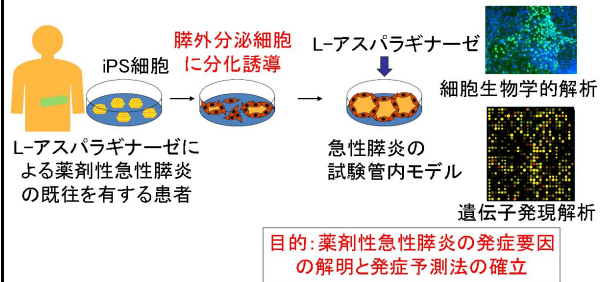 iPS細胞
膵外分泌細胞
に分化誘導
L-アスパラギナーゼ
細胞生物学的解析
L-アスパラギナーゼに
よる薬剤性急性膵炎
の既往を有する患者
急性膵炎の
試験管内モデル
遺伝子発現解析
目的:薬剤性急性膵炎の発症要因
の解明と発症予測法の確立